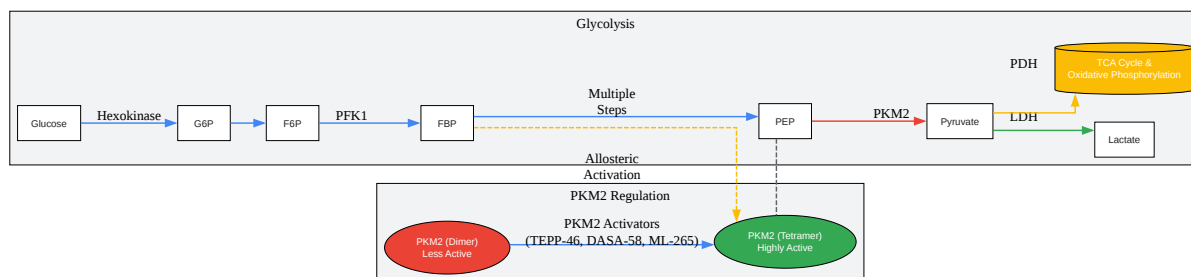 Glycolysis
PDH
TCA Cycle &
Oxidative Phosphorylation
Glucose
Hexokinase
G6P
F6P
PFK1
FBP
Multiple
Steps
PEP
PKM2
Pyruvate
LDH
Lactate
Allosteric
Activation
PKM2 Regulation
PKM2 (Dimer)
Less Active
PKM2 Activators
(TEPP-46, DASA-58, ML-265)
PKM2 (Tetramer)
Highly Active